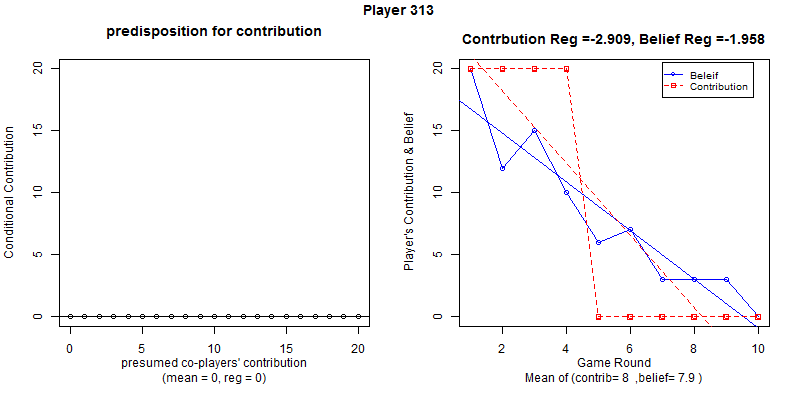 Player 313
predisposition for contribution
Conditional Contribution
20
15
10
5
0
0 5 10 15 20
presumed co-players' contribution
(mean = 0, reg = 0)
Contrbution Reg =-2.909, Belief Reg =-1.958
Player's Contribution & Belief
20
15
10
5
0
Beleif
Contribution
2 4 6 8 10
Game Round
Mean of (contrib= 8 ,belief= 7.9 )